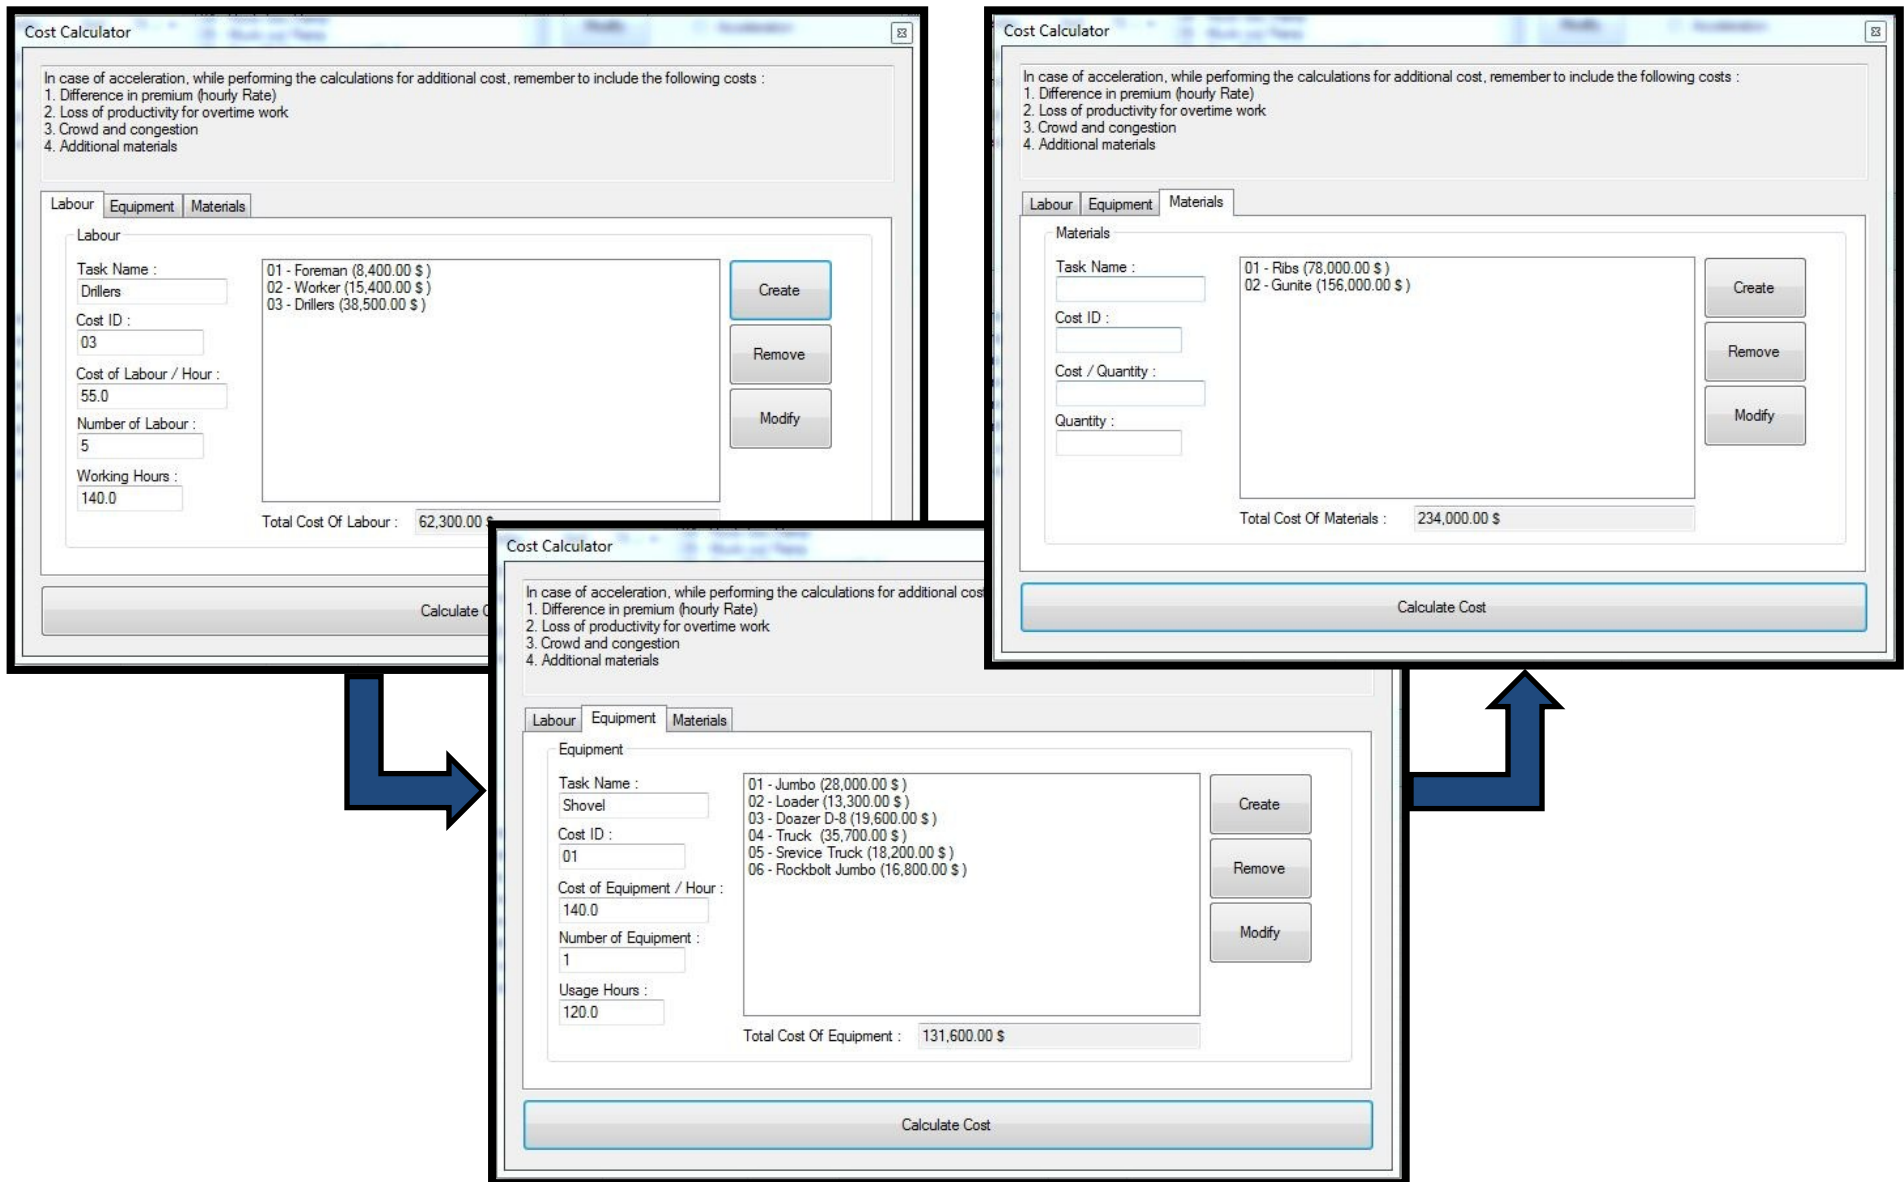 Cost Calculator
In case of acceleration, while performing the calculations for additional cost, remember to include the following costs :
1. Difference in premium (hourly Rate)
2. Loss of productivity for overtime work
3. Crowd and congestion
4. Additional materials
Labour Equipment Materials
Labour
Task Name :
Drillers
Cost ID :
03
Cost of Labour / Hour :
55.0
Number of Labour :
5
Working Hours :
140.0
01 - Foreman (8,400.00 $ )
02 - Worker (15,400.00 $ )
03 - Drillers (38,500.00 $ )
Create
Remove
Modify
Total Cost Of Labour : 62,300.00 $
Calculate
Cost Calculator
In case of acceleration, while performing the calculations for additional cost
1. Difference in premium (hourly Rate)
2. Loss of productivity for overtime work
3. Crowd and congestion
4. Additional materials
Labour Equipment Materials
Equipment
Task Name :
Shovel
Cost ID :
01
Cost of Equipment / Hour :
140.0
Number of Equipment :
1
Usage Hours :
120.0
01 - Jumbo (28,000.00 $ )
02 - Loader (13,300.00 $ )
03 - Doazer D-8 (19,600.00 $ )
04 - Truck (35,700.00 $ )
05 - Srevice Truck (18,200.00 $ )
06 - Rockbolt Jumbo (16,800.00 $ )
Create
Remove
Modify
Total Cost Of Equipment : 131,600.00 $
Calculate Cost
Cost Calculator
In case of acceleration, while performing the calculations for additional cost, remember to include the following costs :
1. Difference in premium (hourly Rate)
2. Loss of productivity for overtime work
3. Crowd and congestion
4. Additional materials
Labour Equipment Materials
Materials
Task Name :
Cost ID :
Cost / Quantity :
Quantity :
01 - Ribs (78,000.00 $ )
02 - Gunite (156,000.00 $ )
Create
Remove
Modify
Total Cost Of Materials : 234,000.00 $
Calculate Cost